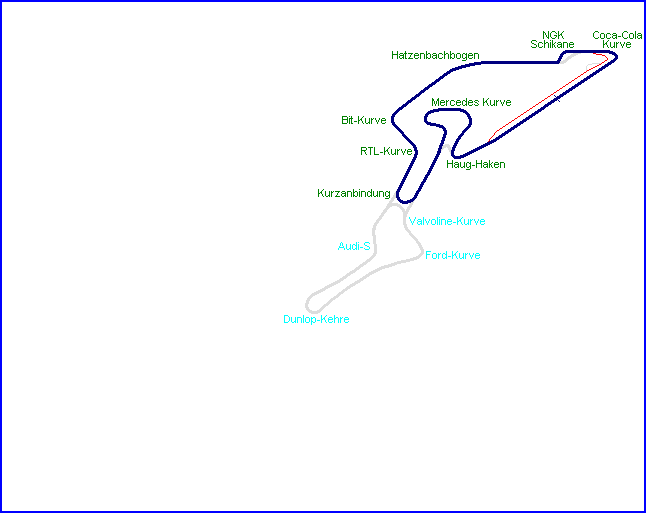 NGK
Schikane
Coca-Cola
Kurve
Hatzenbachbogen
Mercedes Kurve
Bit-Kurve
RTL-Kurve
Haug-Haken
Kurzanbindung
Valvoline-Kurve
Audi-S
Ford-Kurve
Dunlop-Kehre